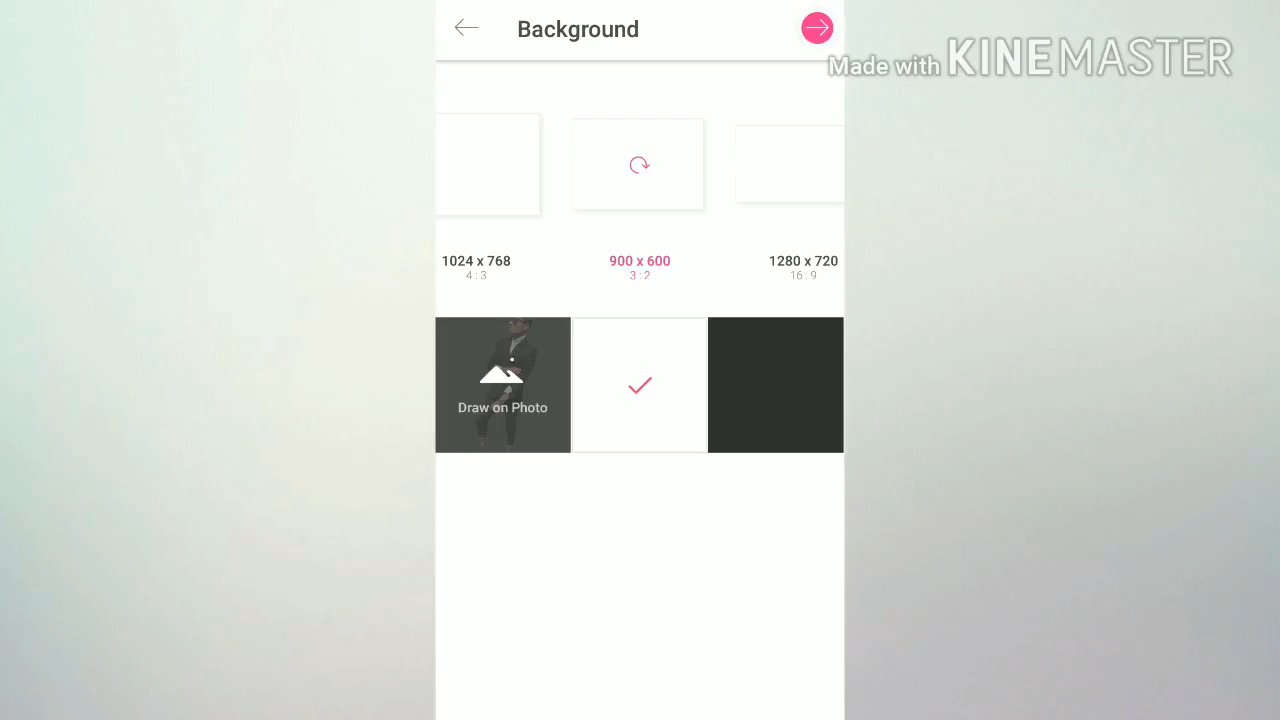 Background
Made with KINEMASTER
1024 x 768
4 : 3
900 x 600
3 : 2
1280 x 720
16 : 9
Draw on Photo